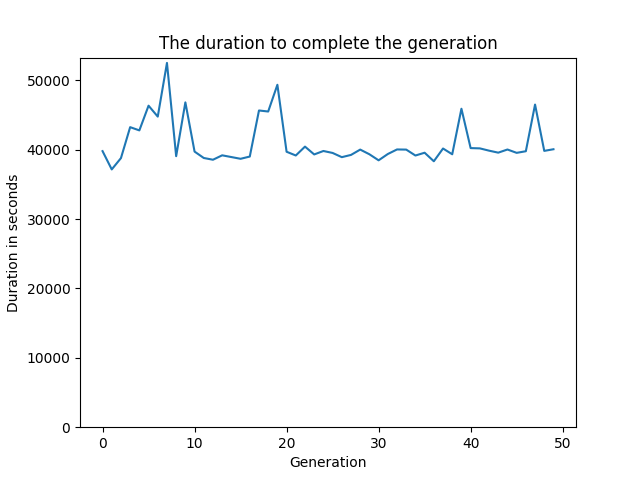 The duration to complete the generation
50000
40000
30000
20000
10000
0
Duration in seconds
0 10 20 30 40 50
Generation